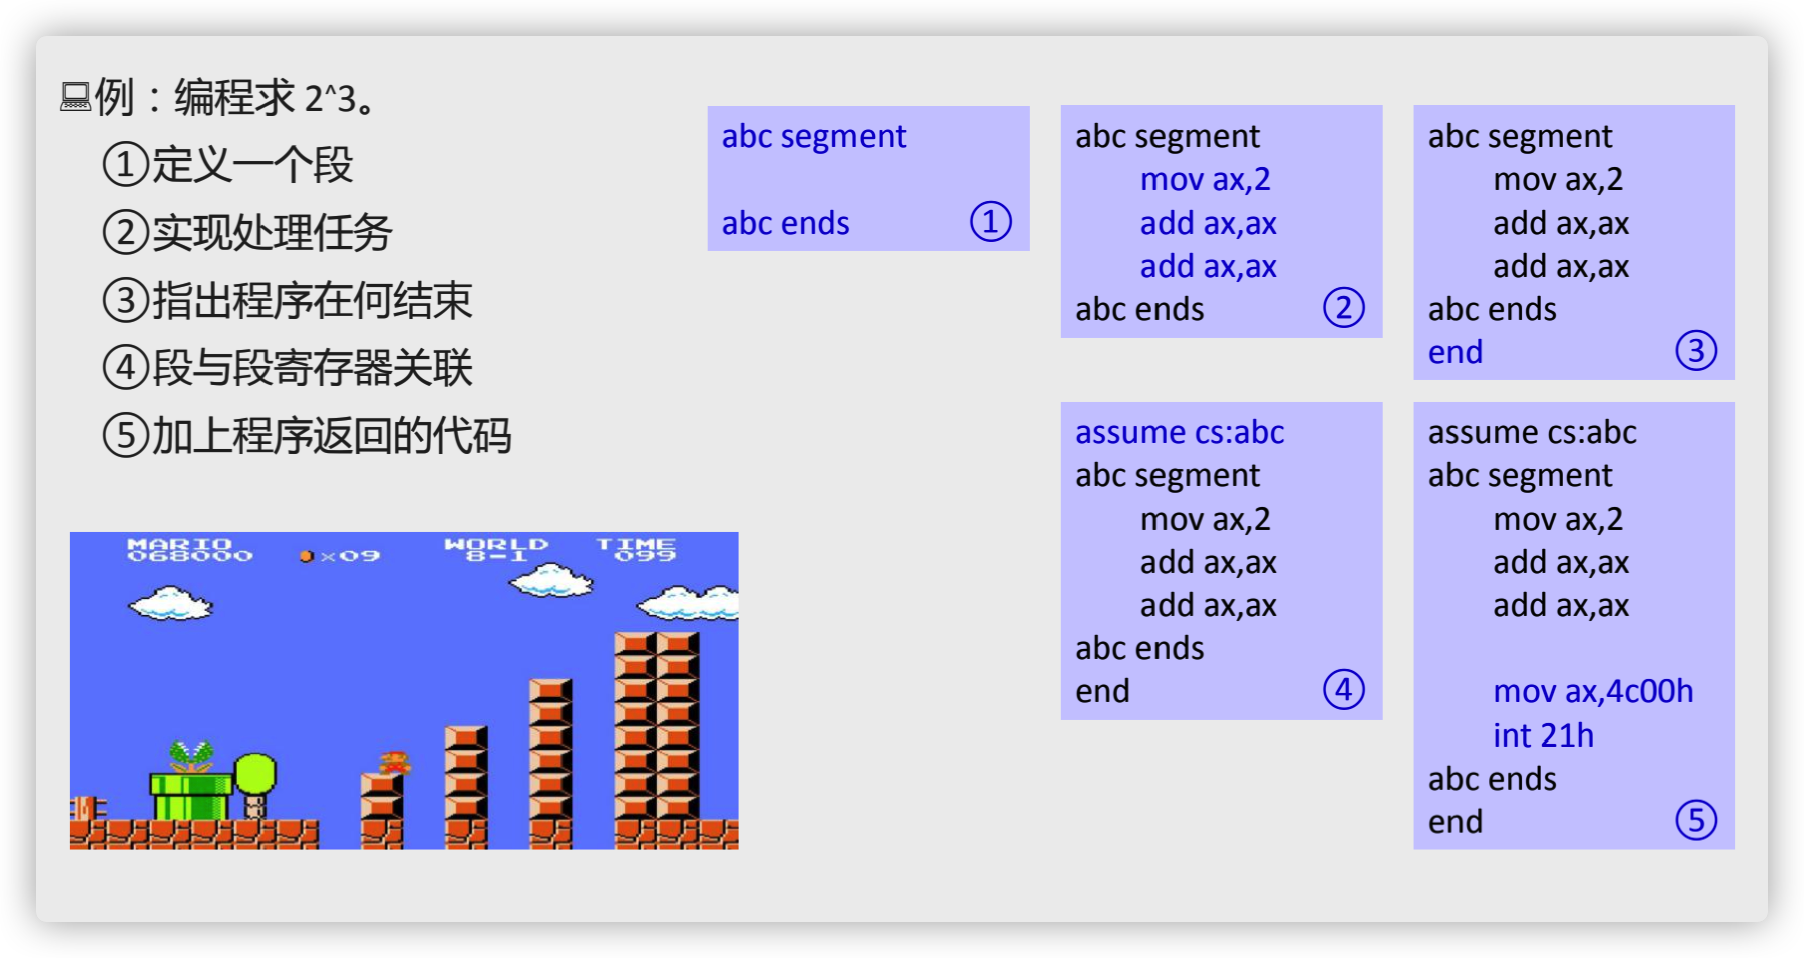 例：编程求 2^3。
①定义一个段
②实现处理任务
③指出程序在何结束
④段与段寄存器关联
⑤加上程序返回的代码
abc segment
abc ends ①
abc segment
mov ax,2
add ax,ax
add ax,ax
abc ends ②
abc segment
mov ax,2
add ax,ax
add ax,ax
abc ends
end ③
assume cs:abc
abc segment
mov ax,2
add ax,ax
add ax,ax
abc ends
end ④
assume cs:abc
abc segment
mov ax,2
add ax,ax
add ax,ax
mov ax,4c00h
int 21h
abc ends
end ⑤
MARIO WORLD TIME
068000 ×09 8-1 099